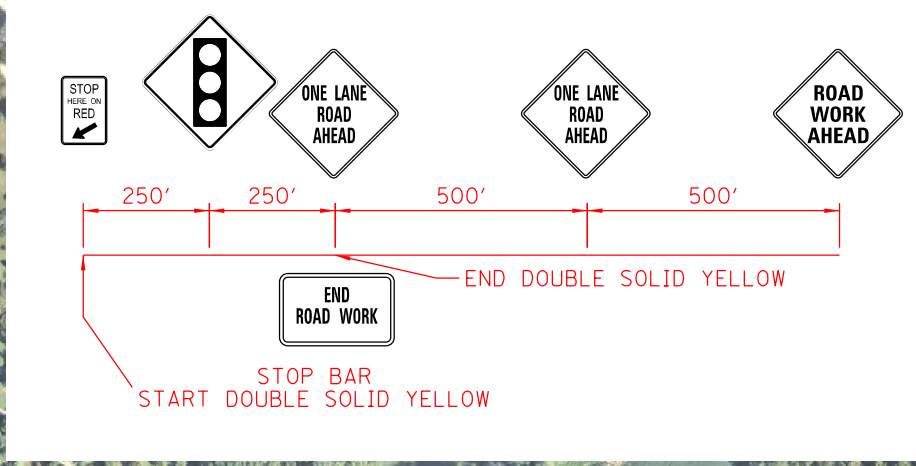 STOP
HERE ON
RED
ONE LANE
ROAD
AHEAD
ONE LANE
ROAD
AHEAD
ROAD
WORK
AHEAD
250'
250'
500'
500'
END DOUBLE SOLID YELLOW
END
ROAD WORK
STOP BAR
START DOUBLE SOLID YELLOW